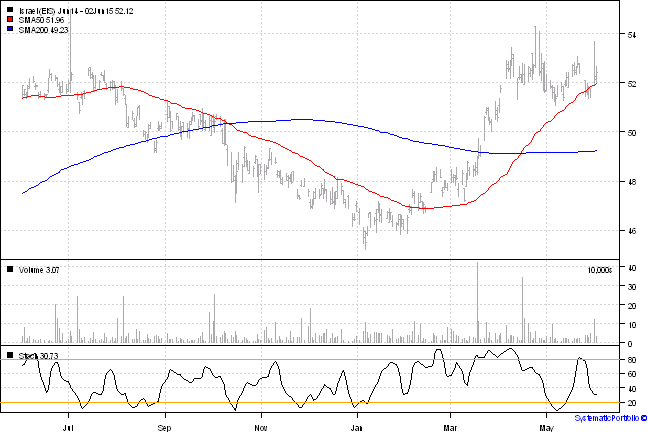 Israel (EIS) Jun14 - 02Jun15 52.12
SMA50 51.96
SMA200 49.23
54
52
50
48
46
Volume 3.07
10,000s
40
30
20
10
0
Stoch 30.73
80
60
40
20
Jul Sep Nov Jan Mar May
SystematicPortfolio ©